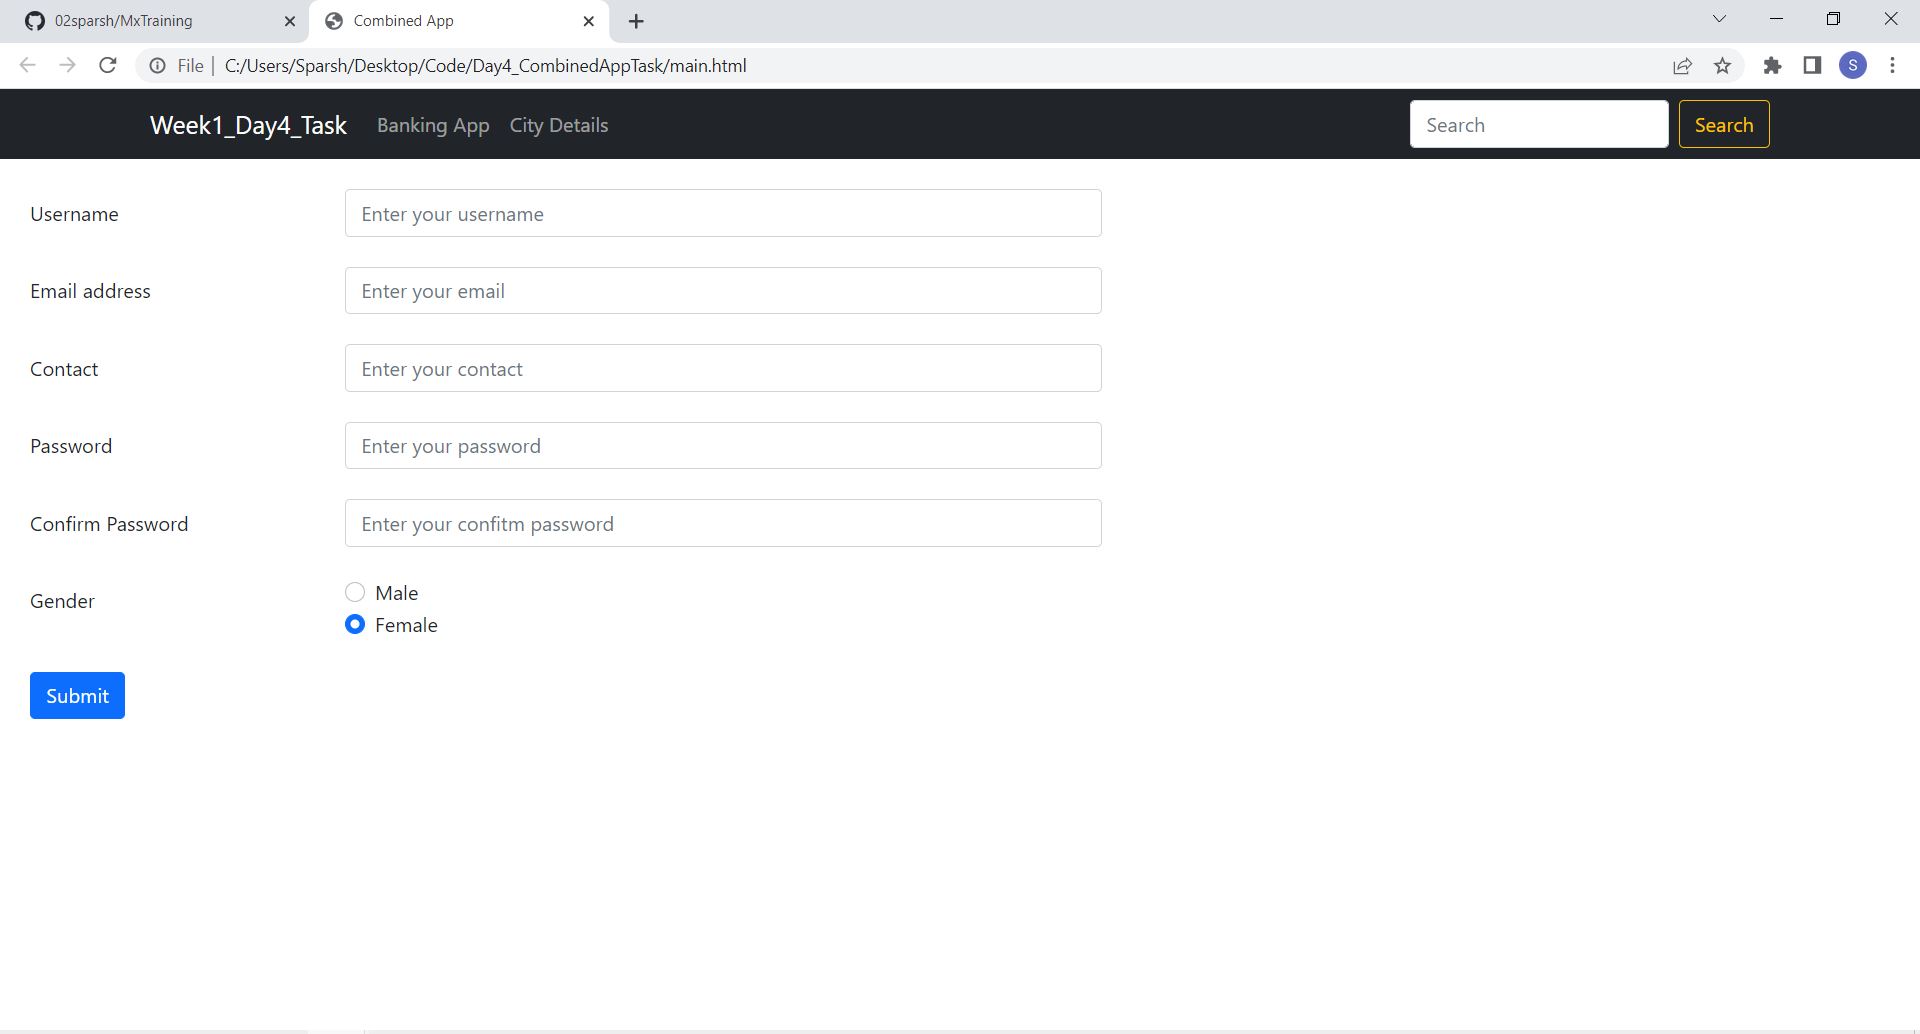 02sparsh/MxTraining
Combined App
File | C:/Users/Sparsh/Desktop/Code/Day4_CombinedAppTask/main.html
S
Week1_Day4_Task Banking App City Details Search Search
Username Enter your username
Email address Enter your email
Contact Enter your contact
Password Enter your password
Confirm Password Enter your confitm password
Gender
Male
Female
Submit